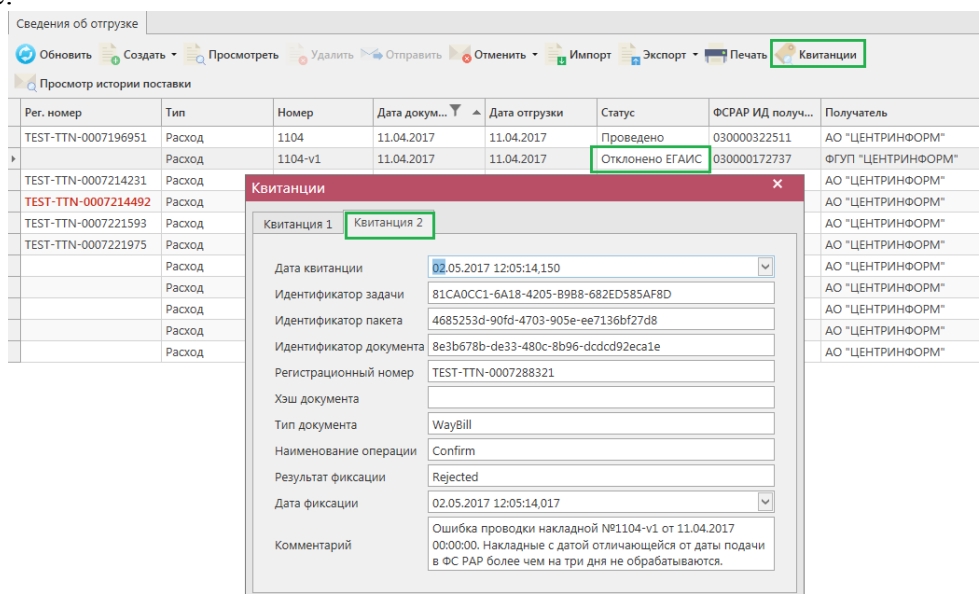 Сведения об отгрузке
Обновить Создать Просмотреть Удалить Отправить Отменить Импорт Экспорт Печать Квитанции
Просмотр истории поставки
Рег. номер Тип Номер Дата докум... Дата отгрузки Статус ФСРАР ИД получ... Получатель
TEST-TTN-0007196951 Расход 1104 11.04.2017 11.04.2017 Проведено 030000322511 АО "ЦЕНТРИНФОРМ"
Расход 1104-v1 11.04.2017 11.04.2017 Отклонено ЕГАИС 030000172737 ФГУП "ЦЕНТРИНФОРМ"
TEST-TTN-0007214231 Расход АО "ЦЕНТРИНФОРМ"
TEST-TTN-0007214492 Расход АО "ЦЕНТРИНФОРМ"
TEST-TTN-0007221593 Расход АО "ЦЕНТРИНФОРМ"
TEST-TTN-0007221975 Расход АО "ЦЕНТРИНФОРМ"
Расход АО "ЦЕНТРИНФОРМ"
Расход АО "ЦЕНТРИНФОРМ"
Расход АО "ЦЕНТРИНФОРМ"
Расход АО "ЦЕНТРИНФОРМ"
Расход АО "ЦЕНТРИНФОРМ"
Квитанции
Квитанция 1 Квитанция 2
Дата квитанции 02.05.2017 12:05:14,150
Идентификатор задачи 81CA0CC1-6A18-4205-B9B8-682ED585AF8D
Идентификатор пакета 4685253d-90fd-4703-905e-ee7136bf27d8
Идентификатор документа 8e3b678b-de33-480c-8b96-dcdcd92eca1e
Регистрационный номер TEST-TTN-0007288321
Хэш документа
Тип документа WayBill
Наименование операции Confirm
Результат фиксации Rejected
Дата фиксации 02.05.2017 12:05:14,017
Комментарий Ошибка проводки накладной №1104-v1 от 11.04.2017
00:00:00. Накладные с датой отличающейся от даты подачи
в ФС РАР более чем на три дня не обрабатываются.